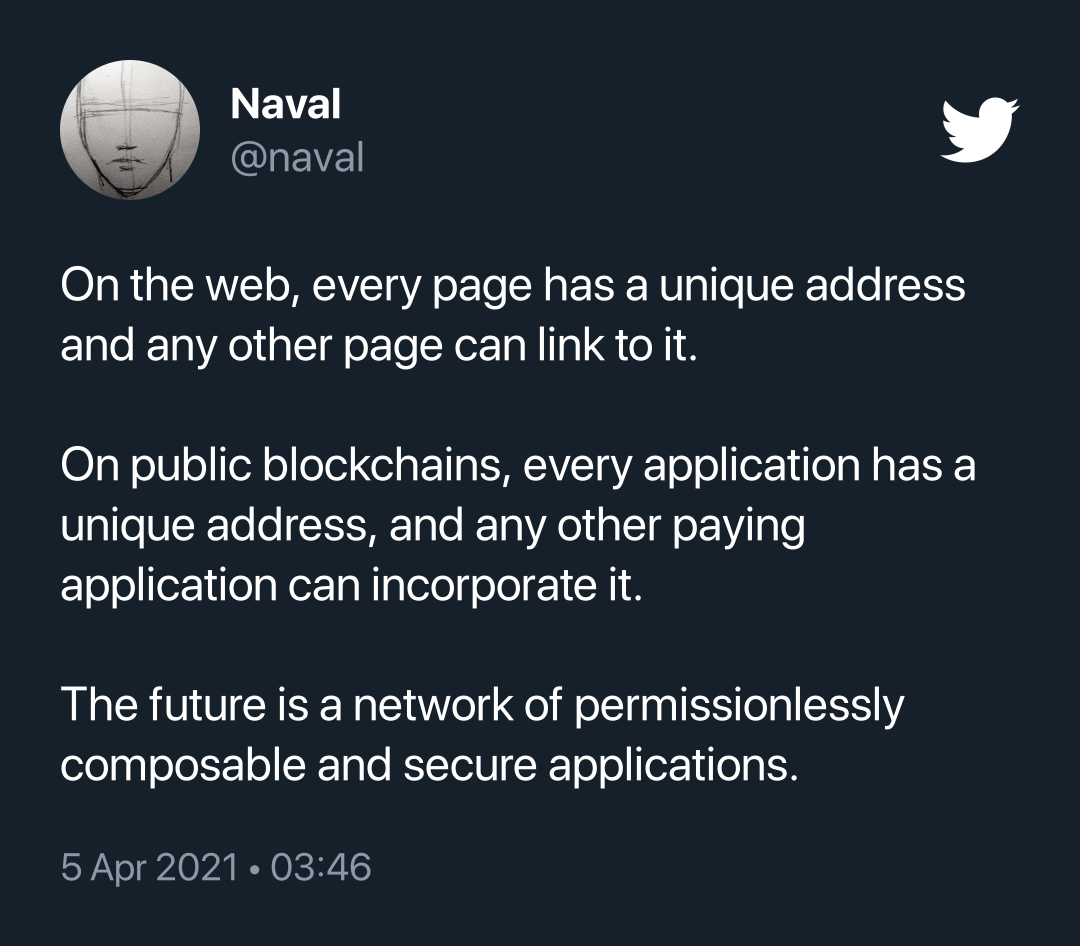 Naval
@naval
On the web, every page has a unique address
and any other page can link to it.
On public blockchains, every application has a
unique address, and any other paying
application can incorporate it.
The future is a network of permissionlessly
composable and secure applications.
5 Apr 2021 • 03:46